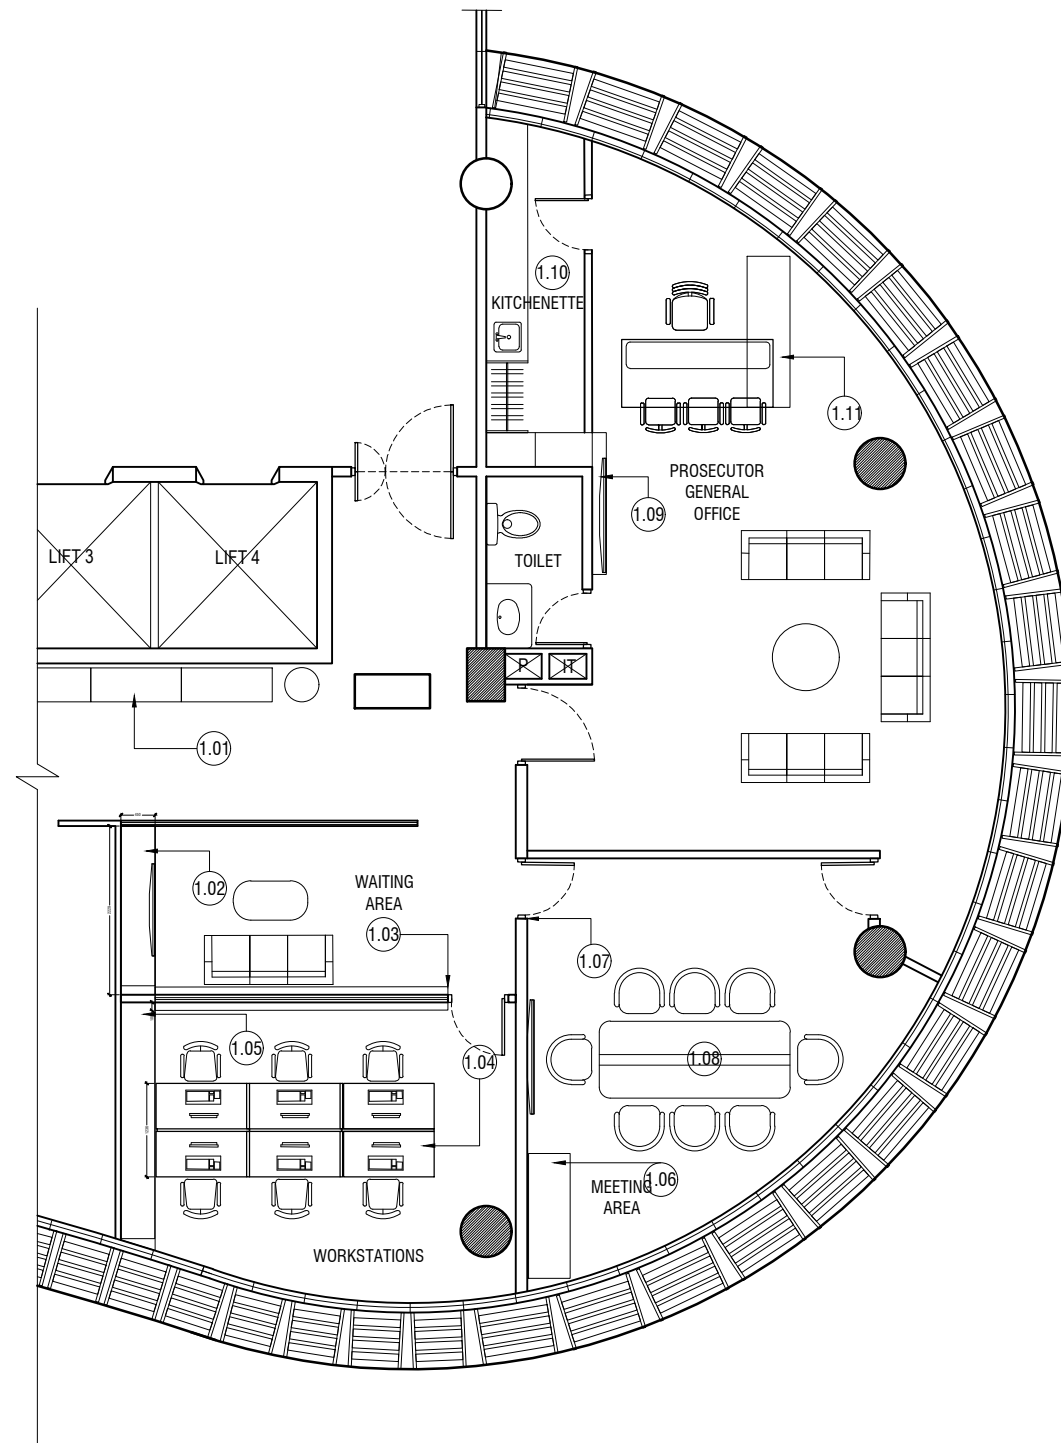 1.10
KITCHENETTE
1.11
PROSECUTOR
GENERAL
OFFICE
1.09
LIFT 3
LIFT 4
TOILET
P
IT
1.01
1.02
WAITING
AREA
1.03
1.07
1.05
1.04
1.08
1.06
MEETING
AREA
WORKSTATIONS